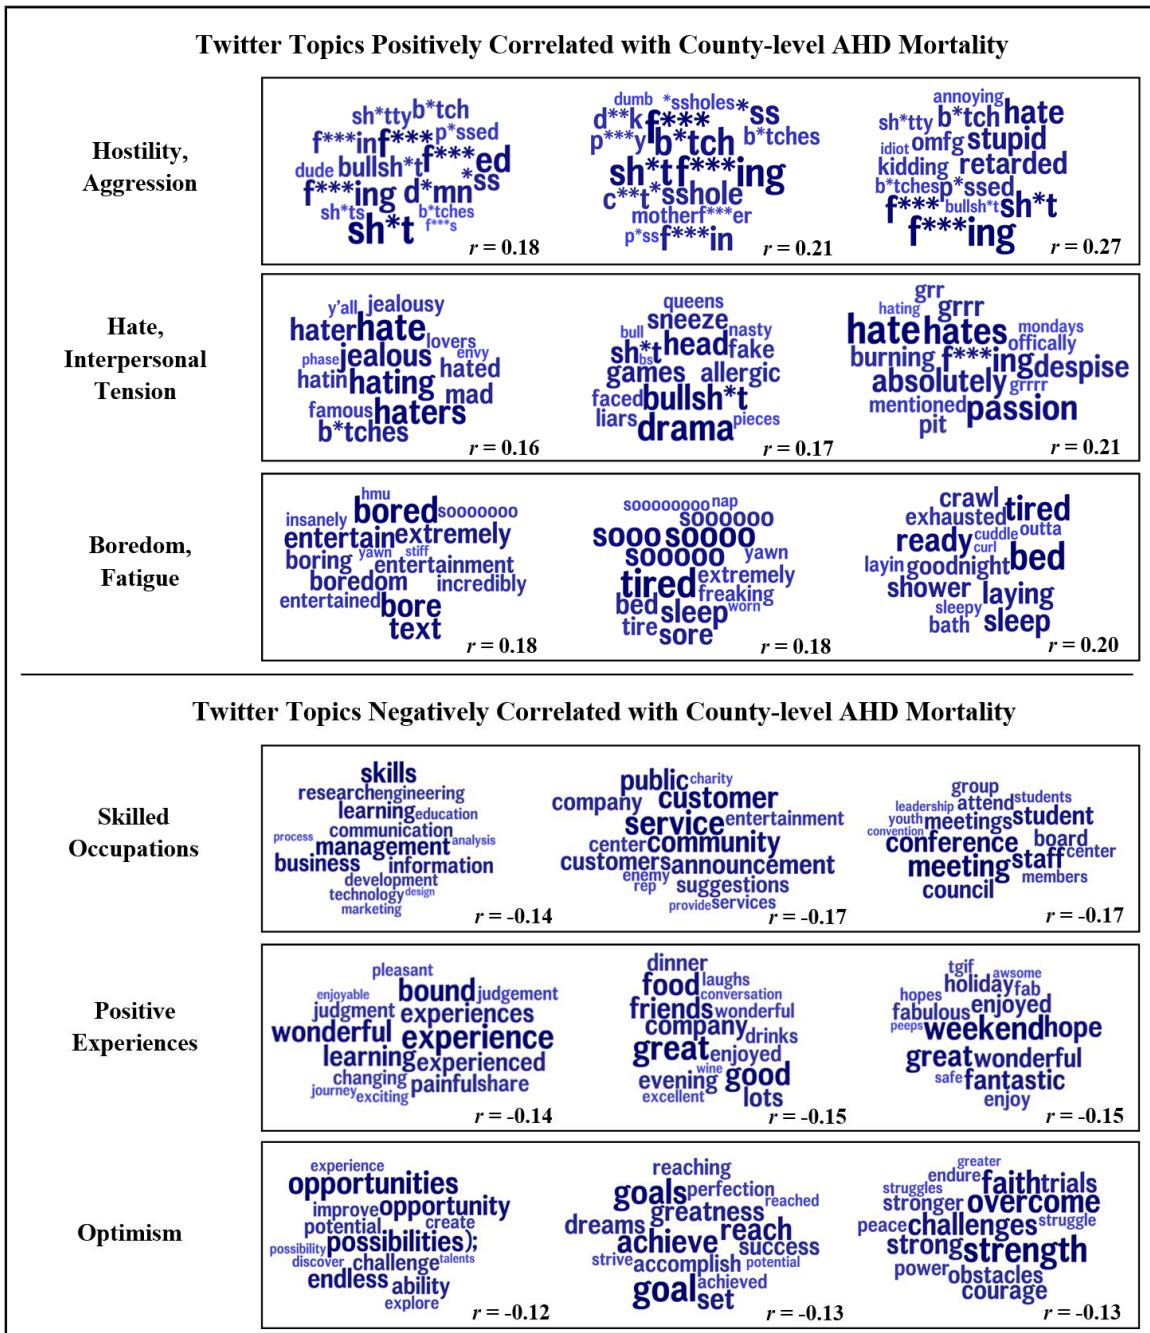 Twitter Topics Positively Correlated with County-level AHD Mortality
Hostility,
Aggression
sh*tty b*tch
f***in f*** p*ssed
dude bullsh*t f***ed
f***ing d*mn *ss
sh*ts b*tches
sh*t f***s
r = 0.18
dumb *ssholes *ss
d**k f***
p***y b*tch b*tches
sh*t f***ing
c**t *sshole
motherf***er
p*ss f***in
r = 0.21
annoying
sh*tty b*tch hate
idiot omfg stupid
kidding retarded
b*tches p*ssed
f*** bullsh*t sh*t
f***ing
r = 0.27
Hate,
Interpersonal
Tension
y'all jealousy
hater hate lovers
phase jealous envy
hatin hating hated
mad
famous haters
b*tches
r = 0.16
queens
bull sneeze nasty
sh*t bs head fake
games allergic
faced bullsh*t
liars drama pieces
r = 0.17
grr
hating grrr
hate hates mondays
offically
burning f***ing despise
absolutely grrrr
mentioned passion
pit
r = 0.21
Boredom,
Fatigue
hmu
insanely bored sooooooo
entertain extremely
boring yawn stiff entertainment
boredom incredibly
entertained bore
text
r = 0.18
soooooooo nap
soooooo
sooo soooo
sooooo yawn
tired extremely
freaking
bed sleep worn
tire sore
r = 0.18
crawl tired
exhausted cuddle outta
ready curl bed
layin goodnight
shower laying
sleepy
bath sleep
r = 0.20
Twitter Topics Negatively Correlated with County-level AHD Mortality
Skilled
Occupations
skills
research engineering
learning education
communication
process management analysis
business information
development
technology design
marketing
r = -0.14
public charity
company customer
service entertainment
center community
customers announcement
enemy
rep suggestions
provide services
r = -0.17
group
leadership attend students
youth meetings student
convention
conference board
meeting staff center
members
council
r = -0.17
Positive
Experiences
pleasant
enjoyable bound judgement
judgment experiences
wonderful experience
learning experienced
changing painful share
journey exciting
r = -0.14
dinner
food laughs
conversation
friends wonderful
company drinks
great enjoyed
wine
evening good
excellent lots
r = -0.15
tgif awsome
holiday fab
hopes
fabulous enjoyed
peeps weekend hope
great wonderful
safe fantastic
enjoy
r = -0.15
Optimism
experience
opportunities
improve opportunity
potential create
possibility possibilities);
discover challenge talents
endless ability
explore
r = -0.12
reaching
goals perfection
greatness reached
dreams reach
achieve success
strive accomplish potential
goal achieved
set
r = -0.13
greater
endure faith trials
struggles
stronger overcome
peace challenges struggle
strong strength
power obstacles
courage
r = -0.13